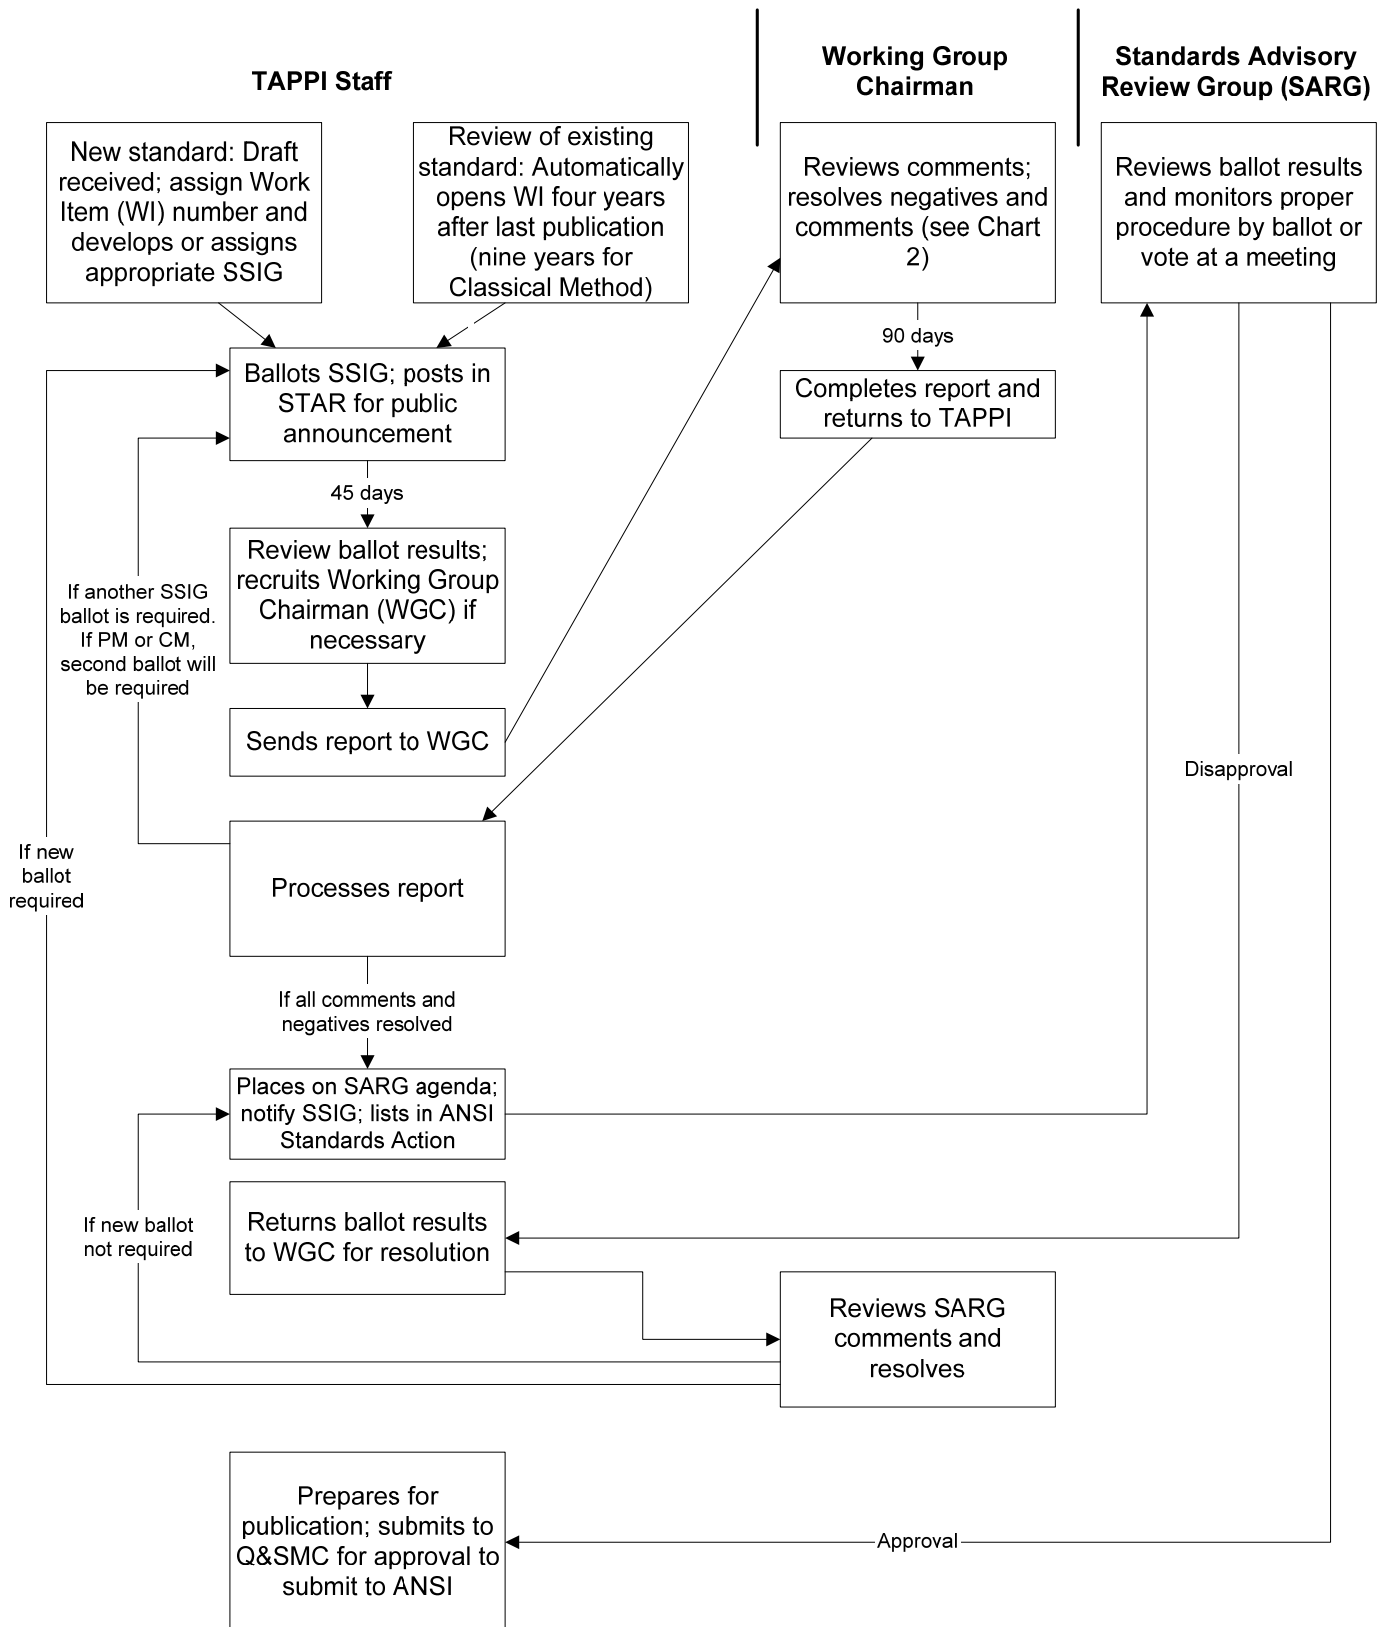 TAPPI Staff
Working Group
Chairman
Standards Advisory
Review Group (SARG)
New standard: Draft
received; assign Work
Item (WI) number and
develops or assigns
appropriate SSIG
Review of existing
standard: Automatically
opens WI four years
after last publication
(nine years for
Classical Method)
Reviews comments;
resolves negatives and
comments (see Chart
2)
Reviews ballot results
and monitors proper
procedure by ballot or
vote at a meeting
90 days
Ballots SSIG; posts in
STAR for public
announcement
Completes report and
returns to TAPPI
45 days
Review ballot results;
recruits Working Group
Chairman (WGC) if
necessary
If another SSIG
ballot is required.
If PM or CM,
second ballot will
be required
Sends report to WGC
Disapproval
If new
ballot
required
Processes report
If all comments and
negatives resolved
Places on SARG agenda;
notify SSIG; lists in ANSI
Standards Action
If new ballot
not required
Returns ballot results
to WGC for resolution
Reviews SARG
comments and
resolves
Prepares for
publication; submits to
Q&SMC for approval to
submit to ANSI
Approval